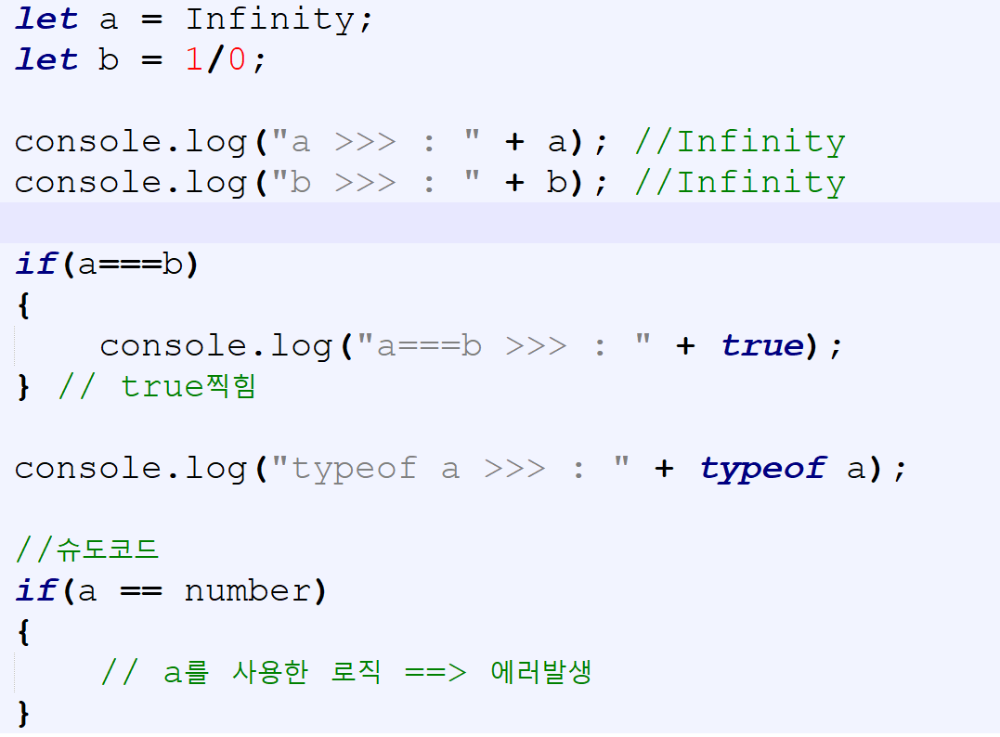 let a = Infinity;
let b = 1/0;
console.log("a >>> : " + a); //Infinity
console.log("b >>> : " + b); //Infinity
if(a===b)
{
    console.log("a===b >>> : " + true);
} // true찍힘
console.log("typeof a >>> : " + typeof a);
//슈도코드
if(a == number)
{
    // a를 사용한 로직 ==> 에러발생
}